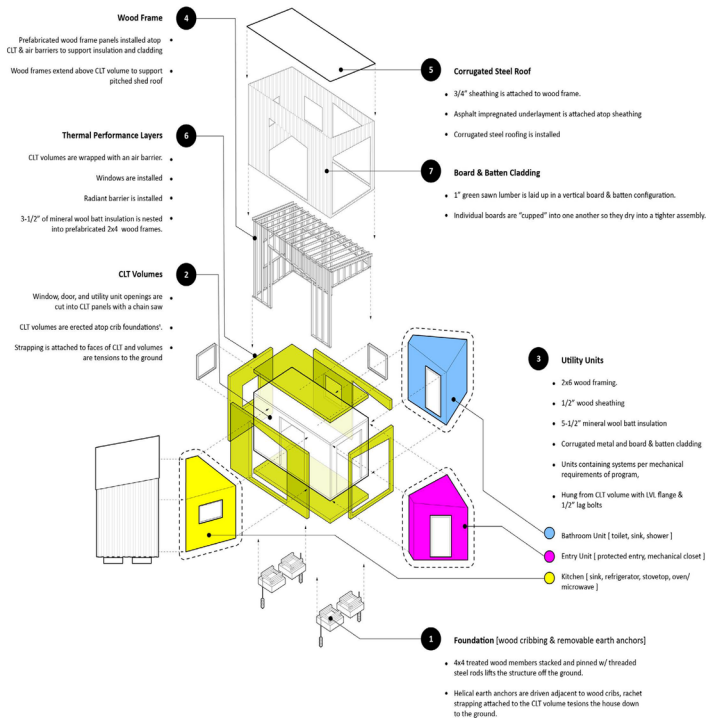 Wood Frame
4
Prefabricated wood frame panels installed atop
CLT & air barriers to support insulation and cladding
Wood frames extend above CLT volume to support
pitched shed roof
5
Corrugated Steel Roof
3/4" sheathing is attached to wood frame.
Asphalt impregnated underlayment is attached atop sheathing
Corrugated steel roofing is installed
Thermal Performance Layers
6
CLT volumes are wrapped with an air barrier.
Windows are installed
Radiant barrier is installed
3-1/2" of mineral wool batt insulation is nested
into prefabricated 2x4 wood frames.
7
Board & Batten Cladding
1" green sawn lumber is laid up in a vertical board & batten configuration.
Individual boards are "cupped" into one another so they dry into a tighter assembly.
CLT Volumes
2
Window, door, and utility unit openings are
cut into CLT panels with a chain saw
CLT volumes are erected atop crib foundations'.
Strapping is attached to faces of CLT and volumes
are tensions to the ground
3
Utility Units
2x6 wood framing.
1/2" wood sheathing
5-1/2" mineral wool batt insulation
Corrugated metal and board & batten cladding
Units containing systems per mechanical
requirements of program,
Hung from CLT volume with LVL flange &
1/2" lag bolts
Bathroom Unit [ toilet, sink, shower ]
Entry Unit [ protected entry, mechanical closet ]
Kitchen [ sink, refrigerator, stovetop, oven/
microwave ]
1
Foundation [wood cribbing & removable earth anchors]
4x4 treated wood members stacked and pinned w/ threaded
steel rods lifts the structure off the ground.
Helical earth anchors are driven adjacent to wood cribs, rachet
strapping attached to the CLT volume tesions the house down
to the ground.